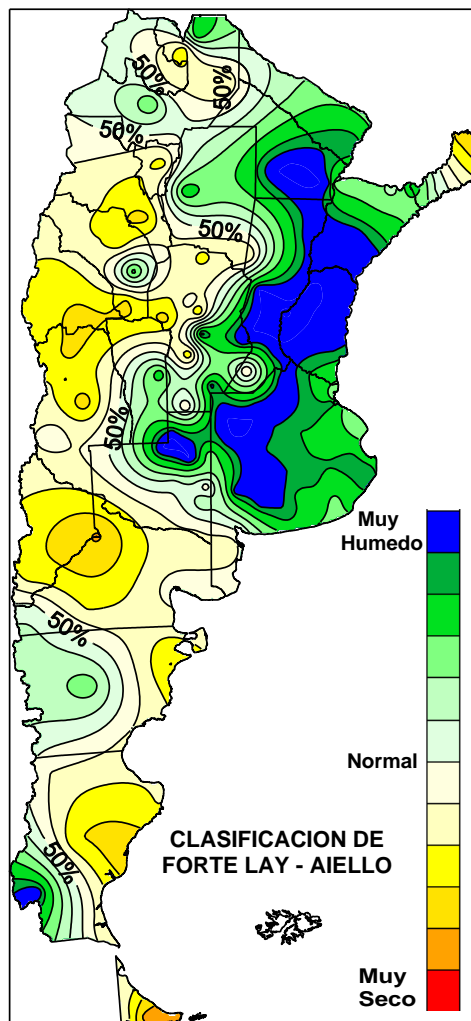 50%
50%
50%
50%
50%
50%
50%
Muy
Humedo
Normal
CLASIFICACION DE
FORTE LAY - AIELLO
Muy
Seco